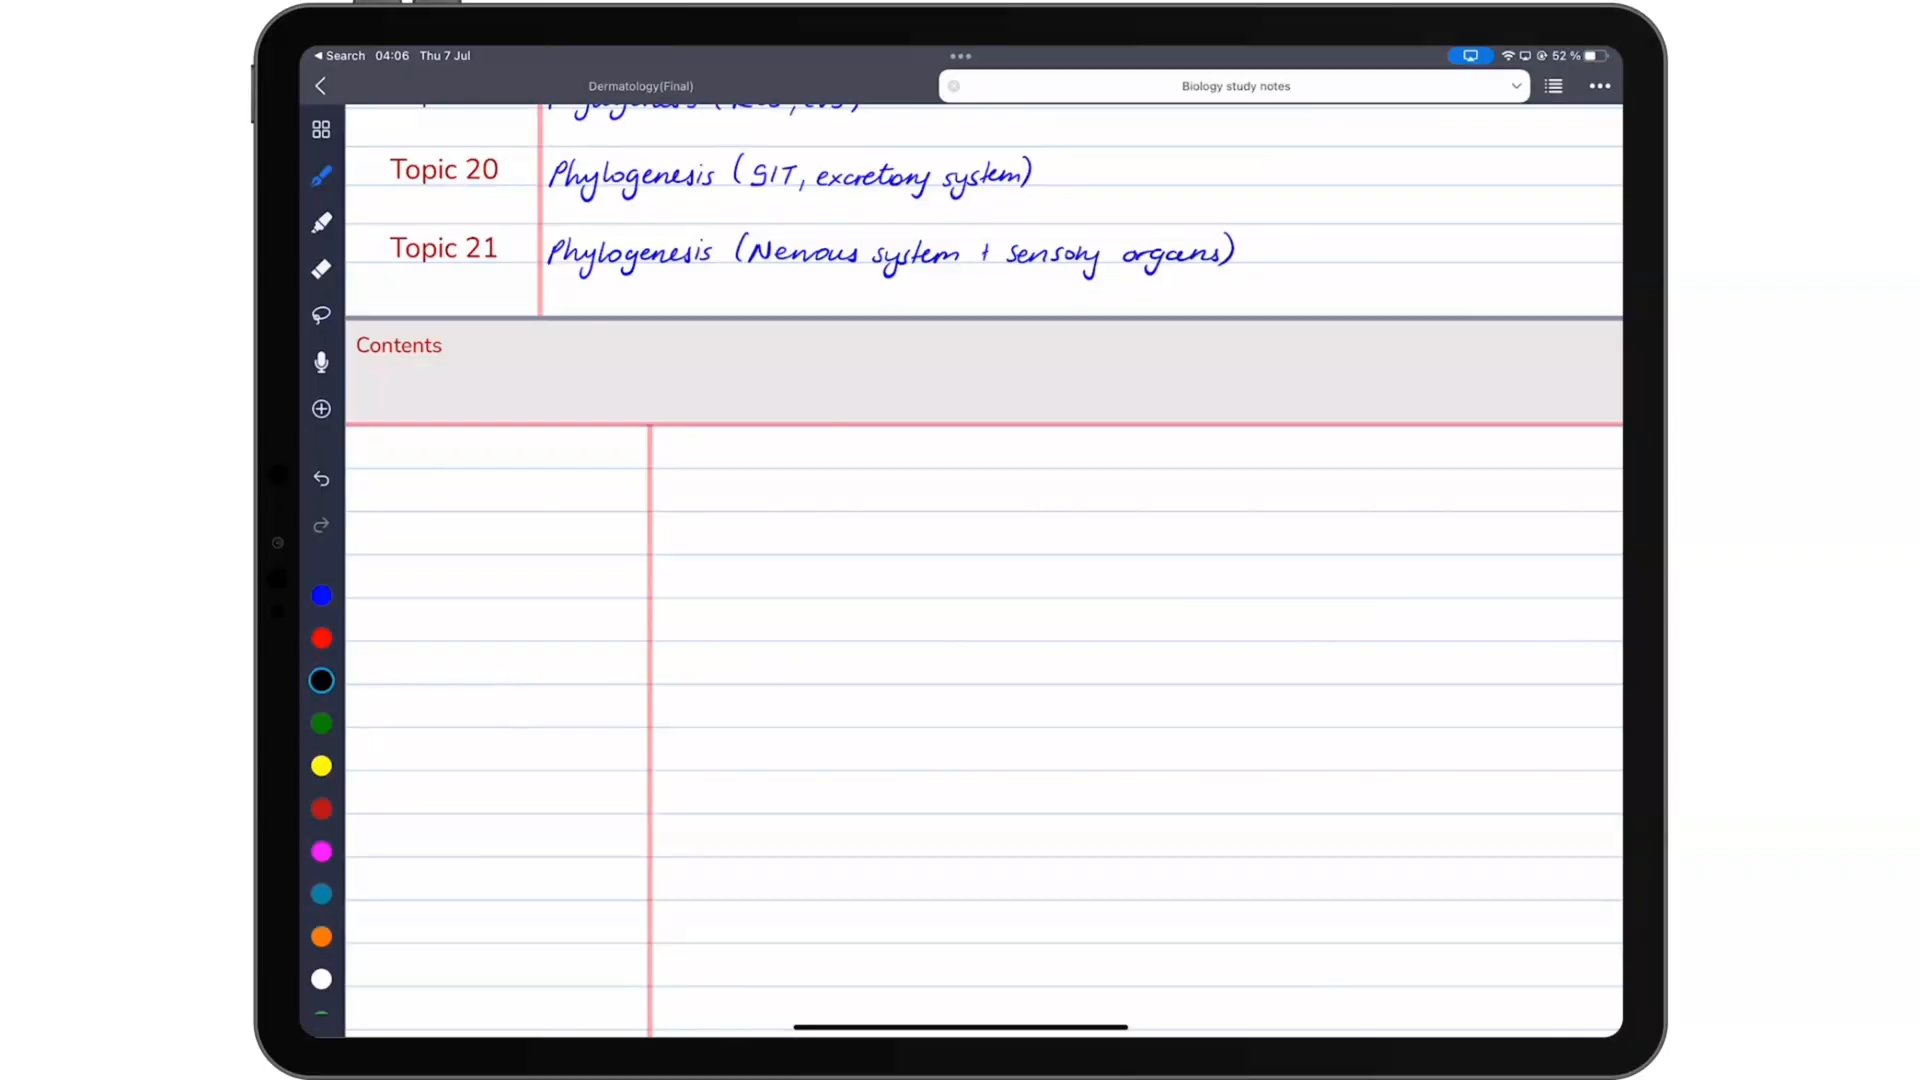 Search 04:06 Thu 7 Jul
52 %
Dermatology(Final)
Biology study notes
Topic 20 Phylogenesis (GIT, excretory system)
Topic 21 Phylogenesis (Nervous system + sensory organs)
Contents